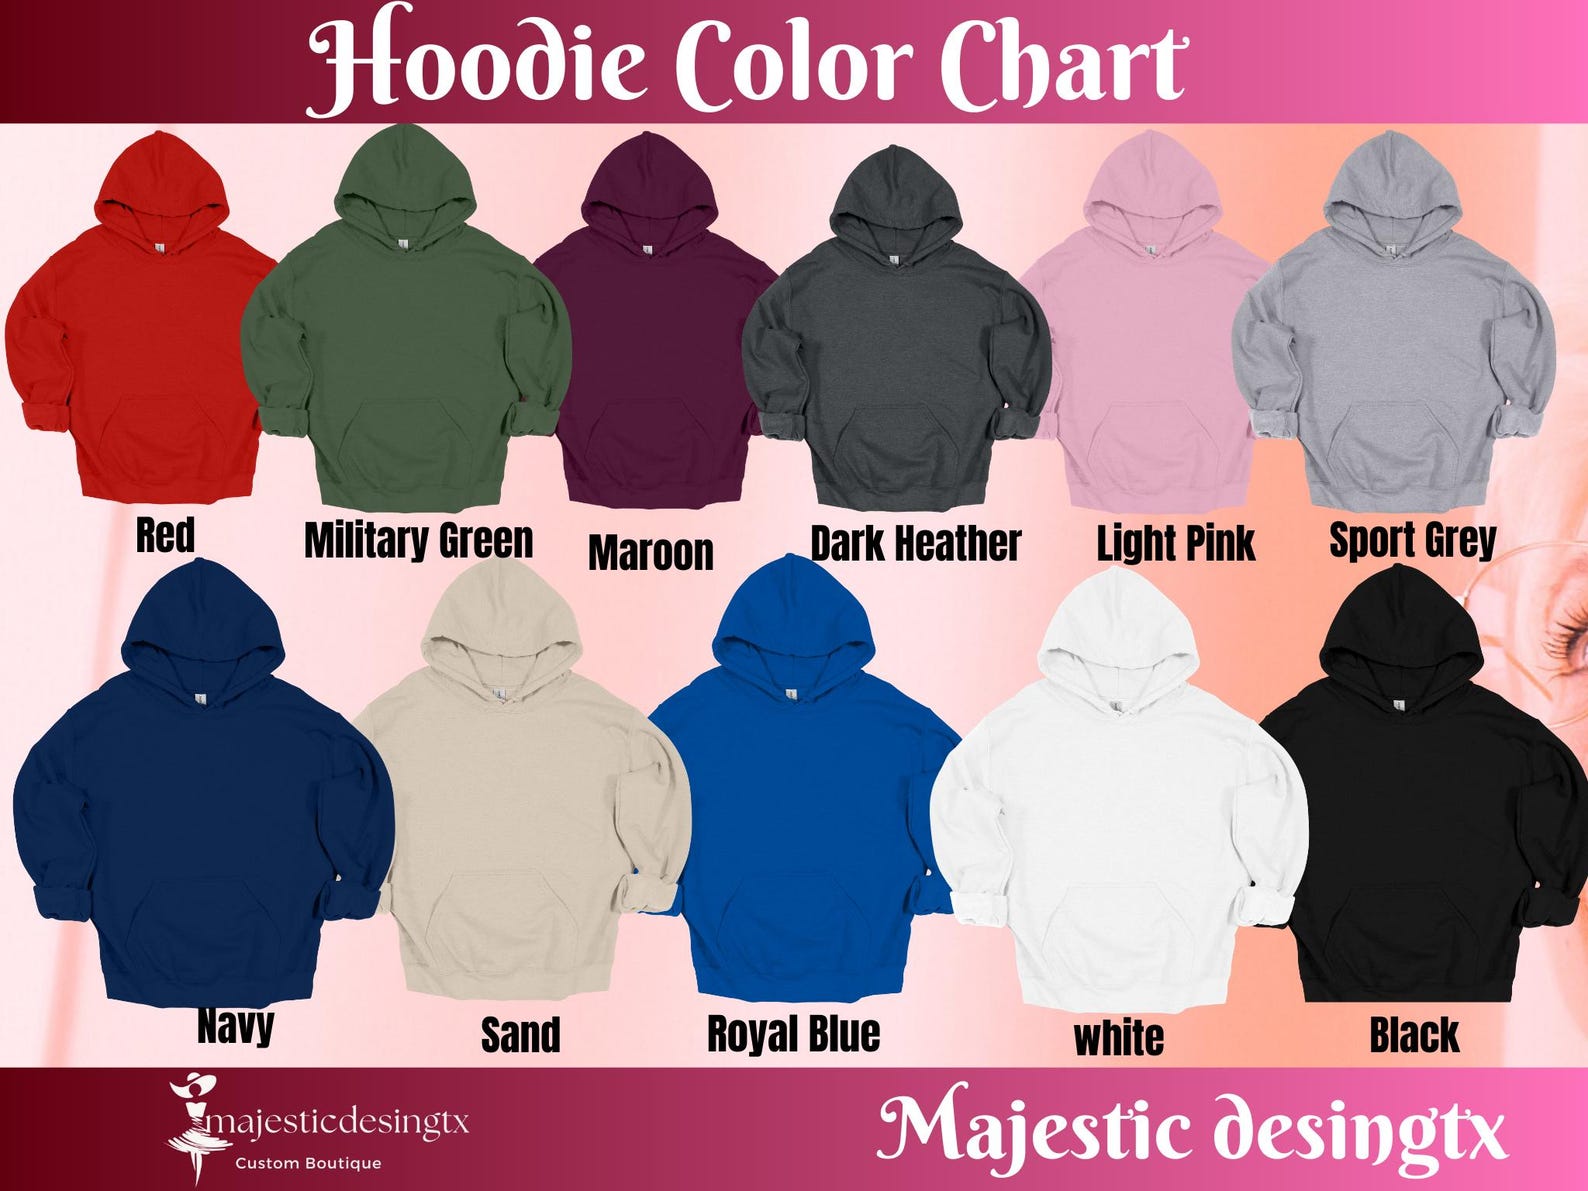 Hoodie Color Chart
Red
Military Green
Maroon
Dark Heather
Light Pink
Sport Grey
Navy
Sand
Royal Blue
white
Black
majesticdesingtx
Custom Boutique
Majestic desingtx